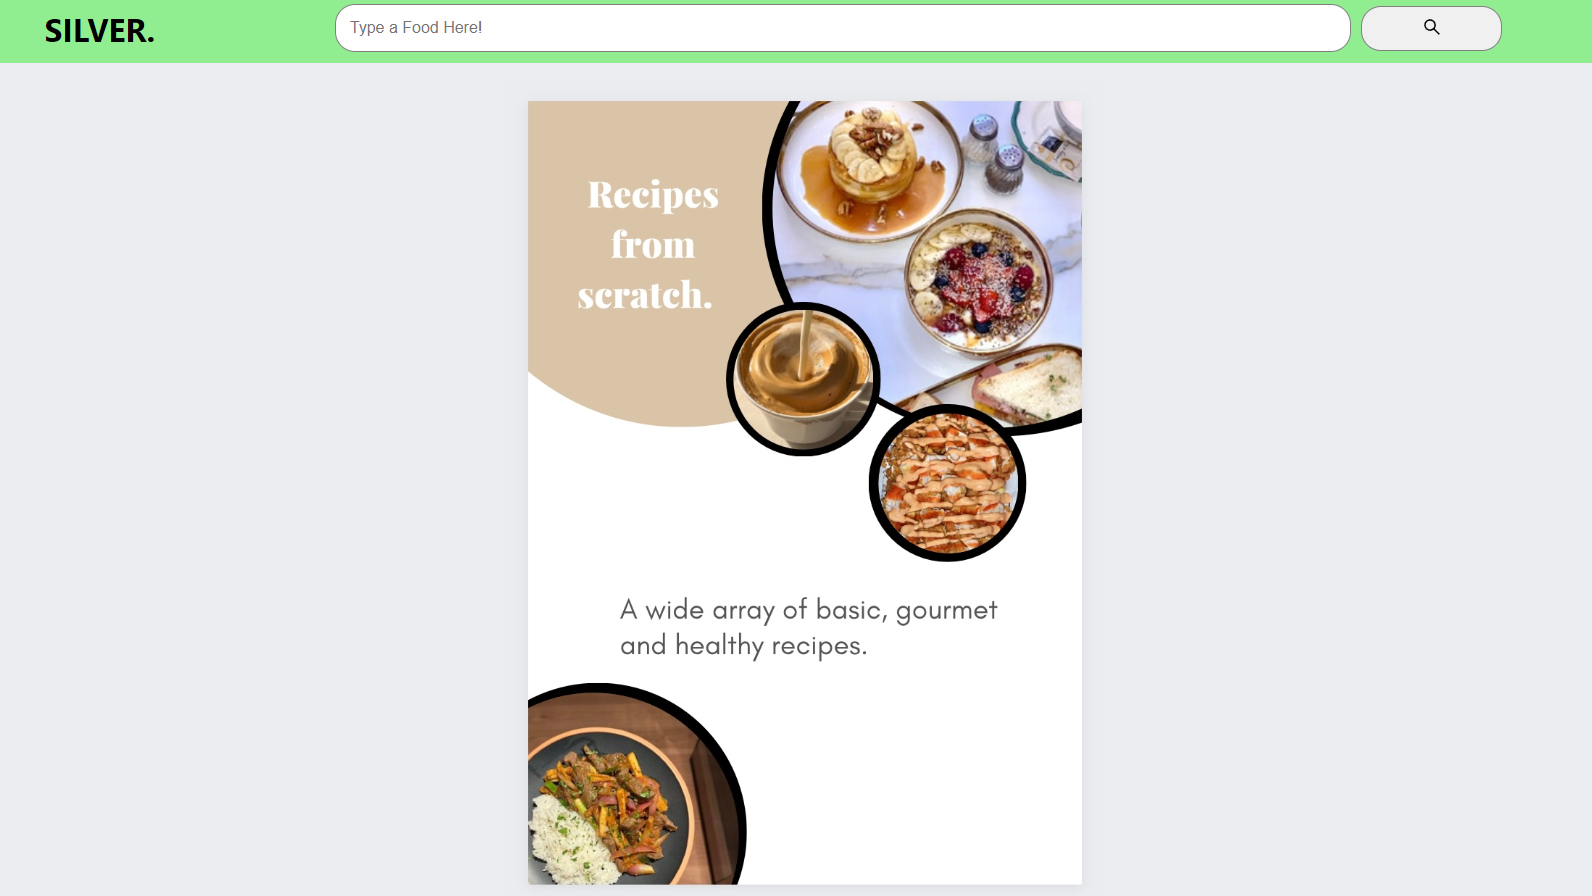 SILVER.
Type a Food Here!
Recipes
from
scratch.
A wide array of basic, gourmet
and healthy recipes.